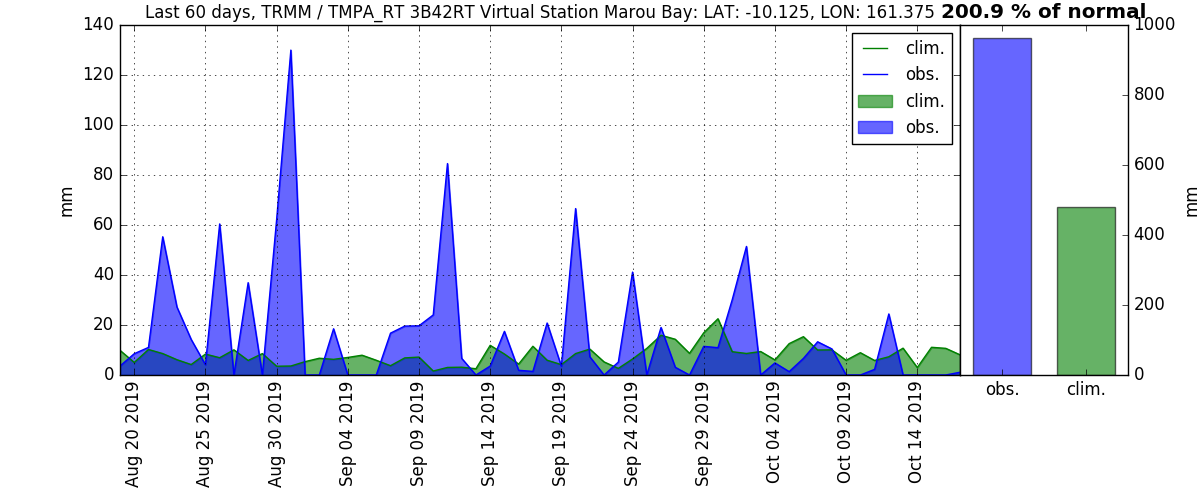 Last 60 days, TRMM / TMPA_RT 3B42RT Virtual Station Marou Bay: LAT: -10.125, LON: 161.375 200.9 % of normal
140
120
100
80
60
40
20
0
mm
clim.
obs.
clim.
obs.
Aug 20 2019
Aug 25 2019
Aug 30 2019
Sep 04 2019
Sep 09 2019
Sep 14 2019
Sep 19 2019
Sep 24 2019
Sep 29 2019
Oct 04 2019
Oct 09 2019
Oct 14 2019
1000
800
600
400
200
0
mm
obs. clim.